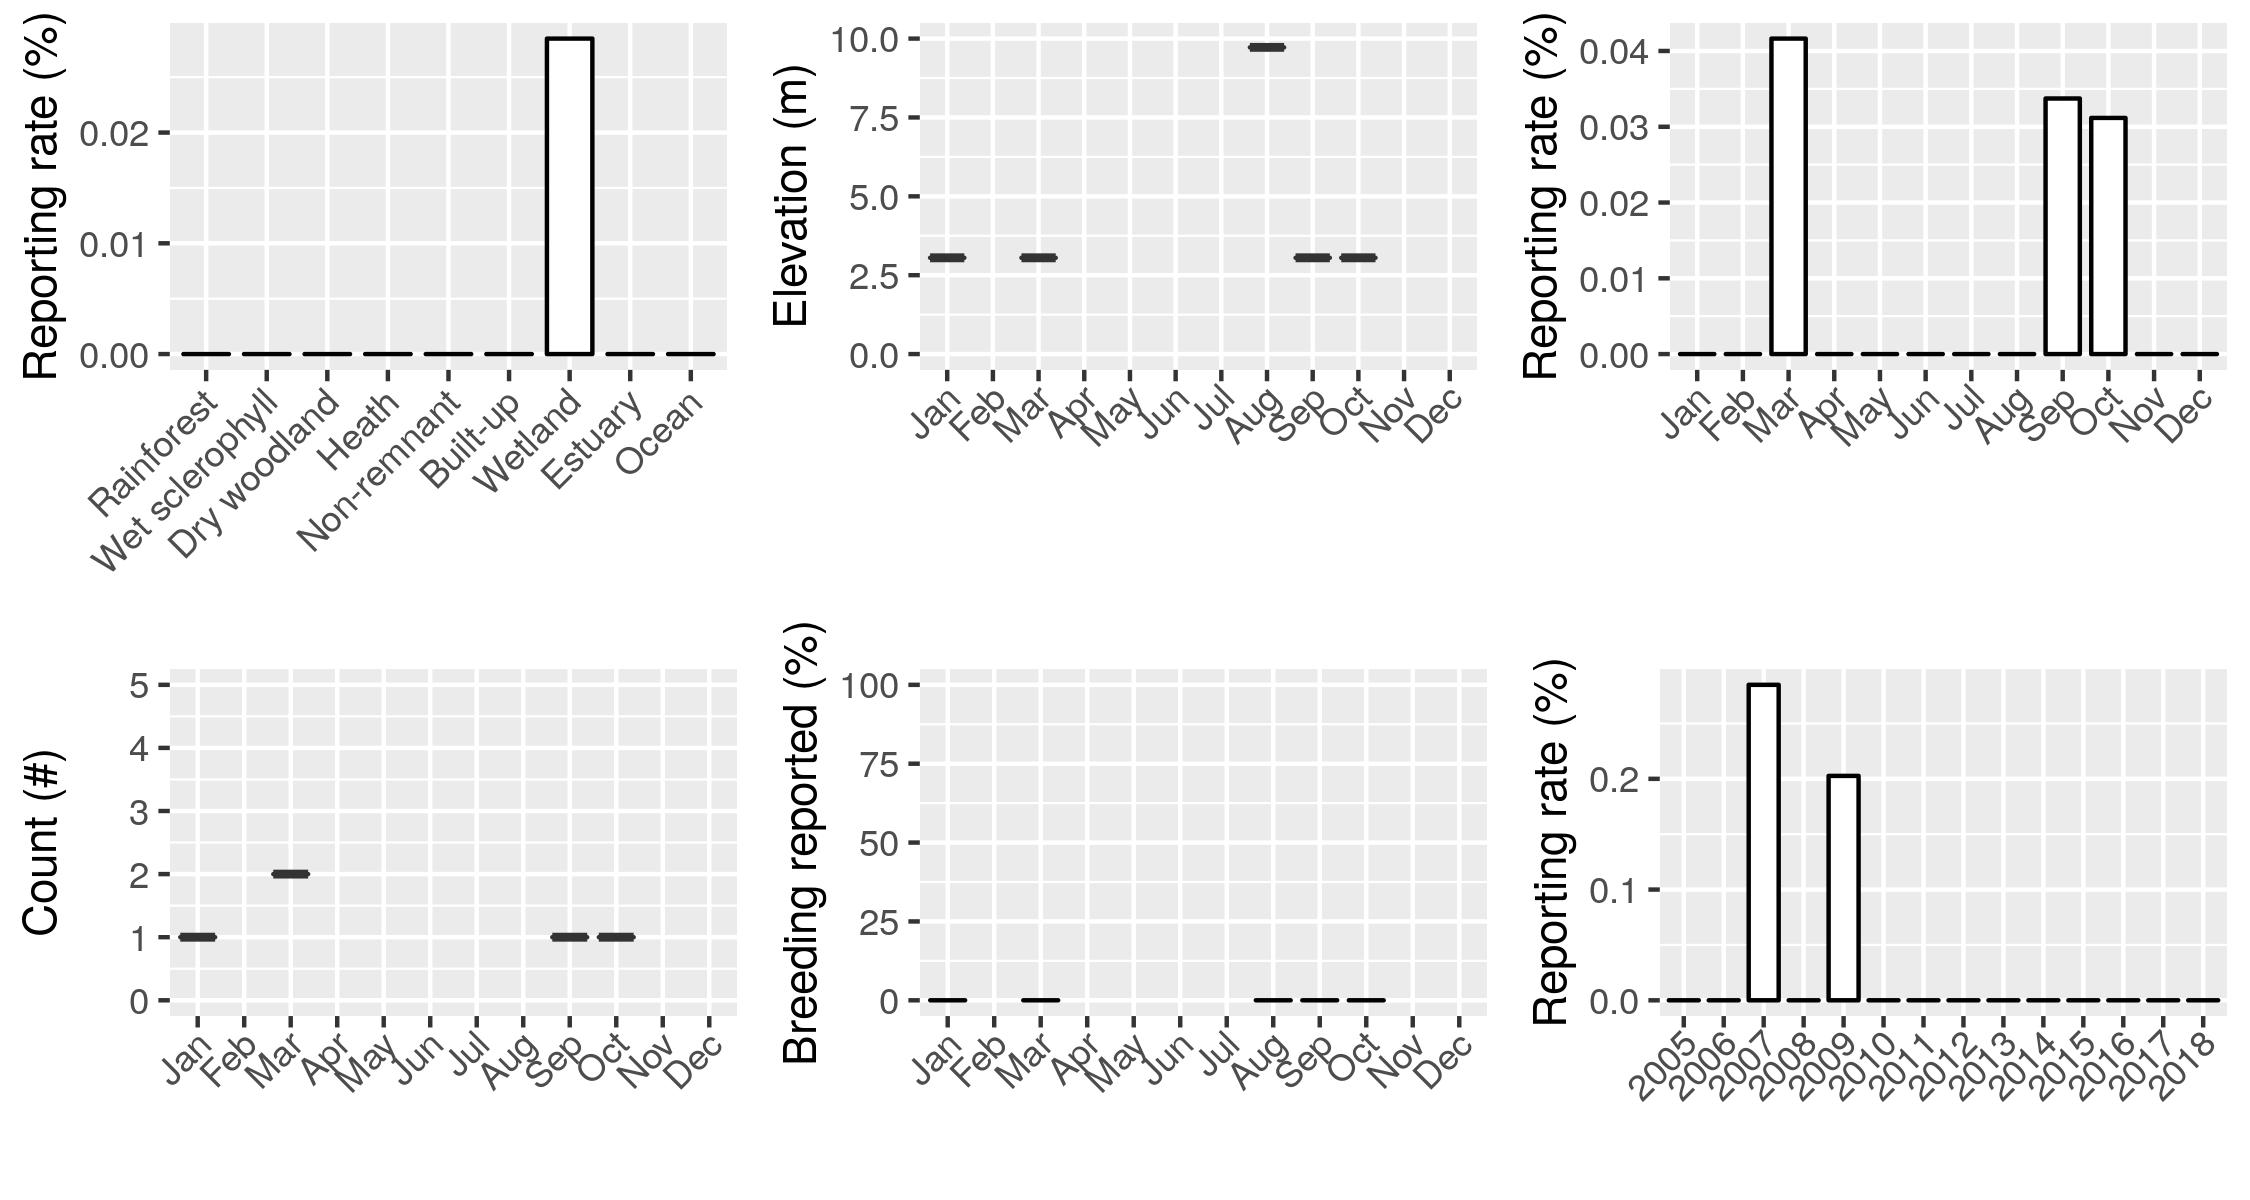 Reporting rate (%)
0.02
0.01
0.00
Rainforest
Wet sclerophyll
Dry woodland
Heath
Non-remnant
Built-up
Wetland
Estuary
Ocean
Elevation (m)
10.0
7.5
5.0
2.5
0.0
Jan
Feb
Mar
Apr
May
Jun
Jul
Aug
Sep
Oct
Nov
Dec
Reporting rate (%)
0.04
0.03
0.02
0.01
0.00
Jan
Feb
Mar
Apr
May
Jun
Jul
Aug
Sep
Oct
Nov
Dec
Count (#)
5
4
3
2
1
0
Jan
Feb
Mar
Apr
May
Jun
Jul
Aug
Sep
Oct
Nov
Dec
Breeding reported (%)
100
75
50
25
0
Jan
Feb
Mar
Apr
May
Jun
Jul
Aug
Sep
Oct
Nov
Dec
Reporting rate (%)
0.2
0.1
0.0
2005
2006
2007
2008
2009
2010
2011
2012
2013
2014
2015
2016
2017
2018